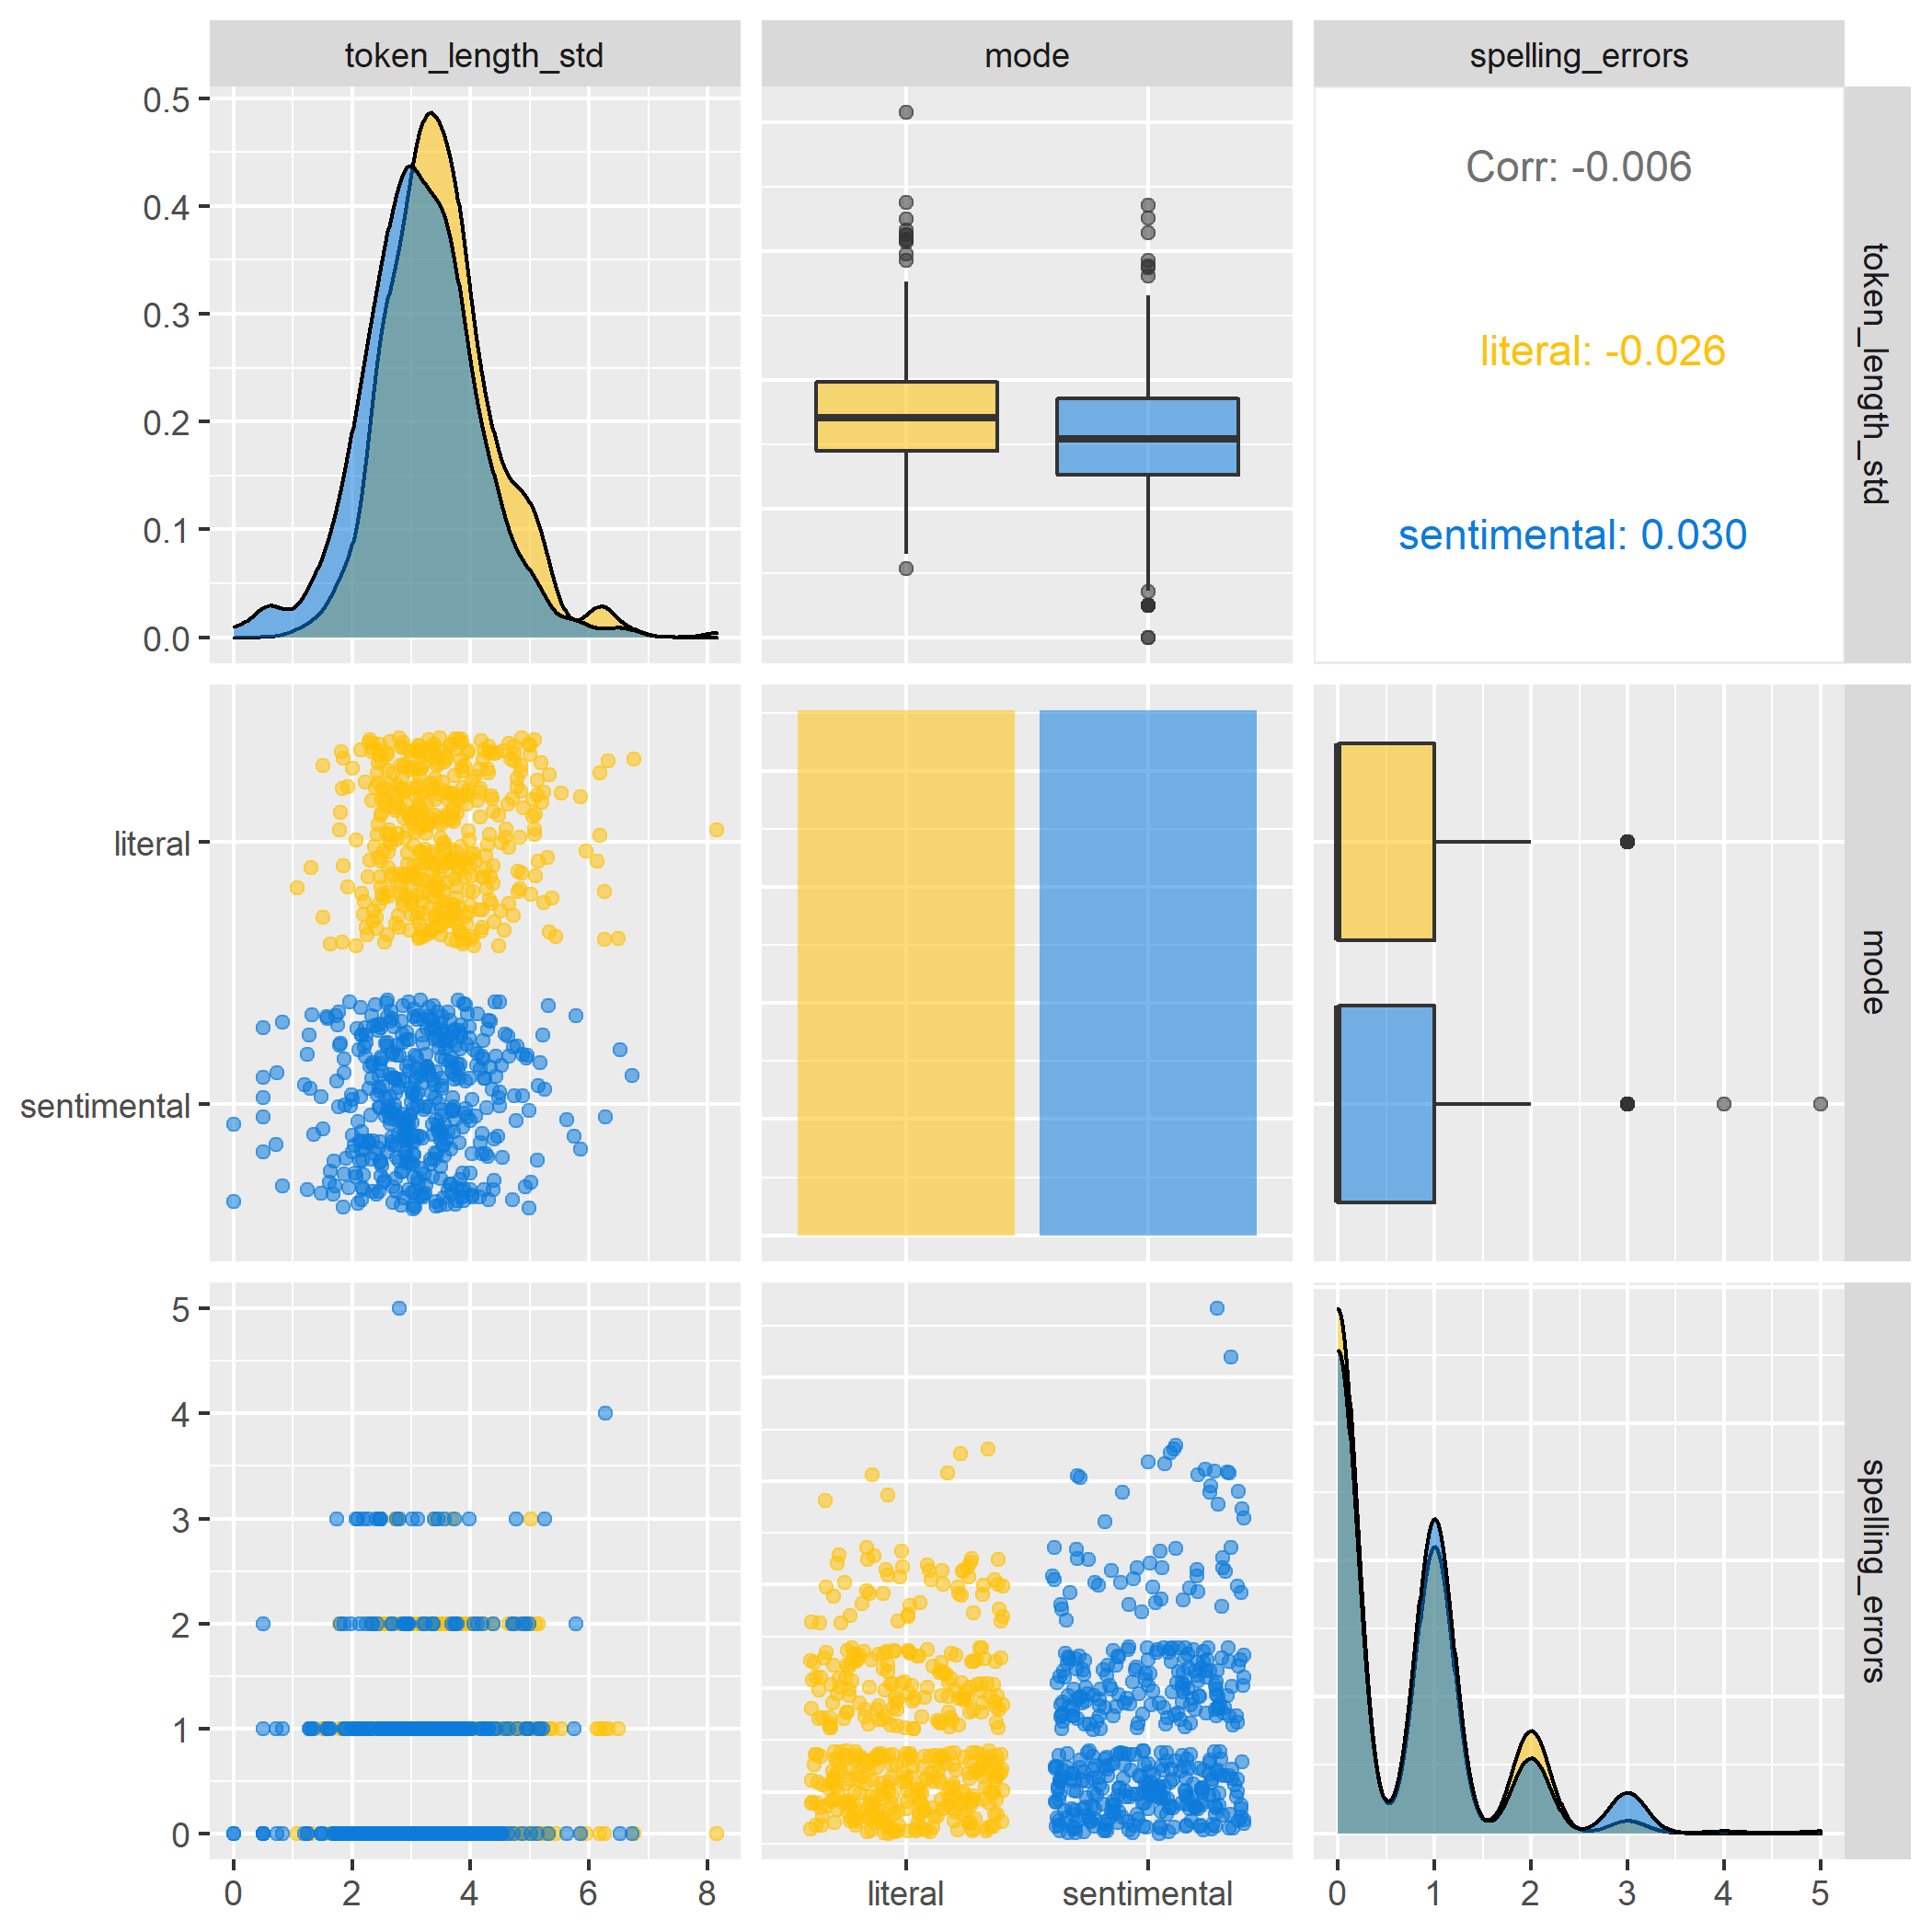 token_length_std
mode
spelling_errors
0.5
0.4
0.3
0.2
0.1
0.0
Corr: -0.006
literal: -0.026
sentimental: 0.030
token_length_std
literal
sentimental
mode
5
4
3
2
1
0
spelling_errors
0 2 4 6 8
literal sentimental
0 1 2 3 4 5